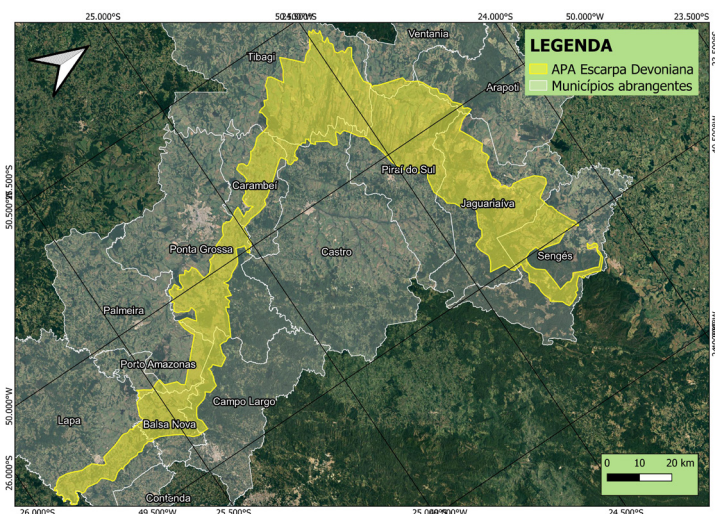 25.000°S
24.000°S
50.000°W
23.500°S
Ventania
Tibagi
LEGENDA
APA Escarpa Devoniana
Municípios abrangentes
Arapoti
Piraí do Sul
Carambeí
Jaguariaíva
50.500°W
Ponta Grossa
Castro
Sengés
Palmeira
Porto Amazonas
50.000°W
Campo Largo
Lapa
Balsa Nova
0 10 20 km
26.000°S
Contenda
26.000°S
49.500°W
25.500°S
24.500°S